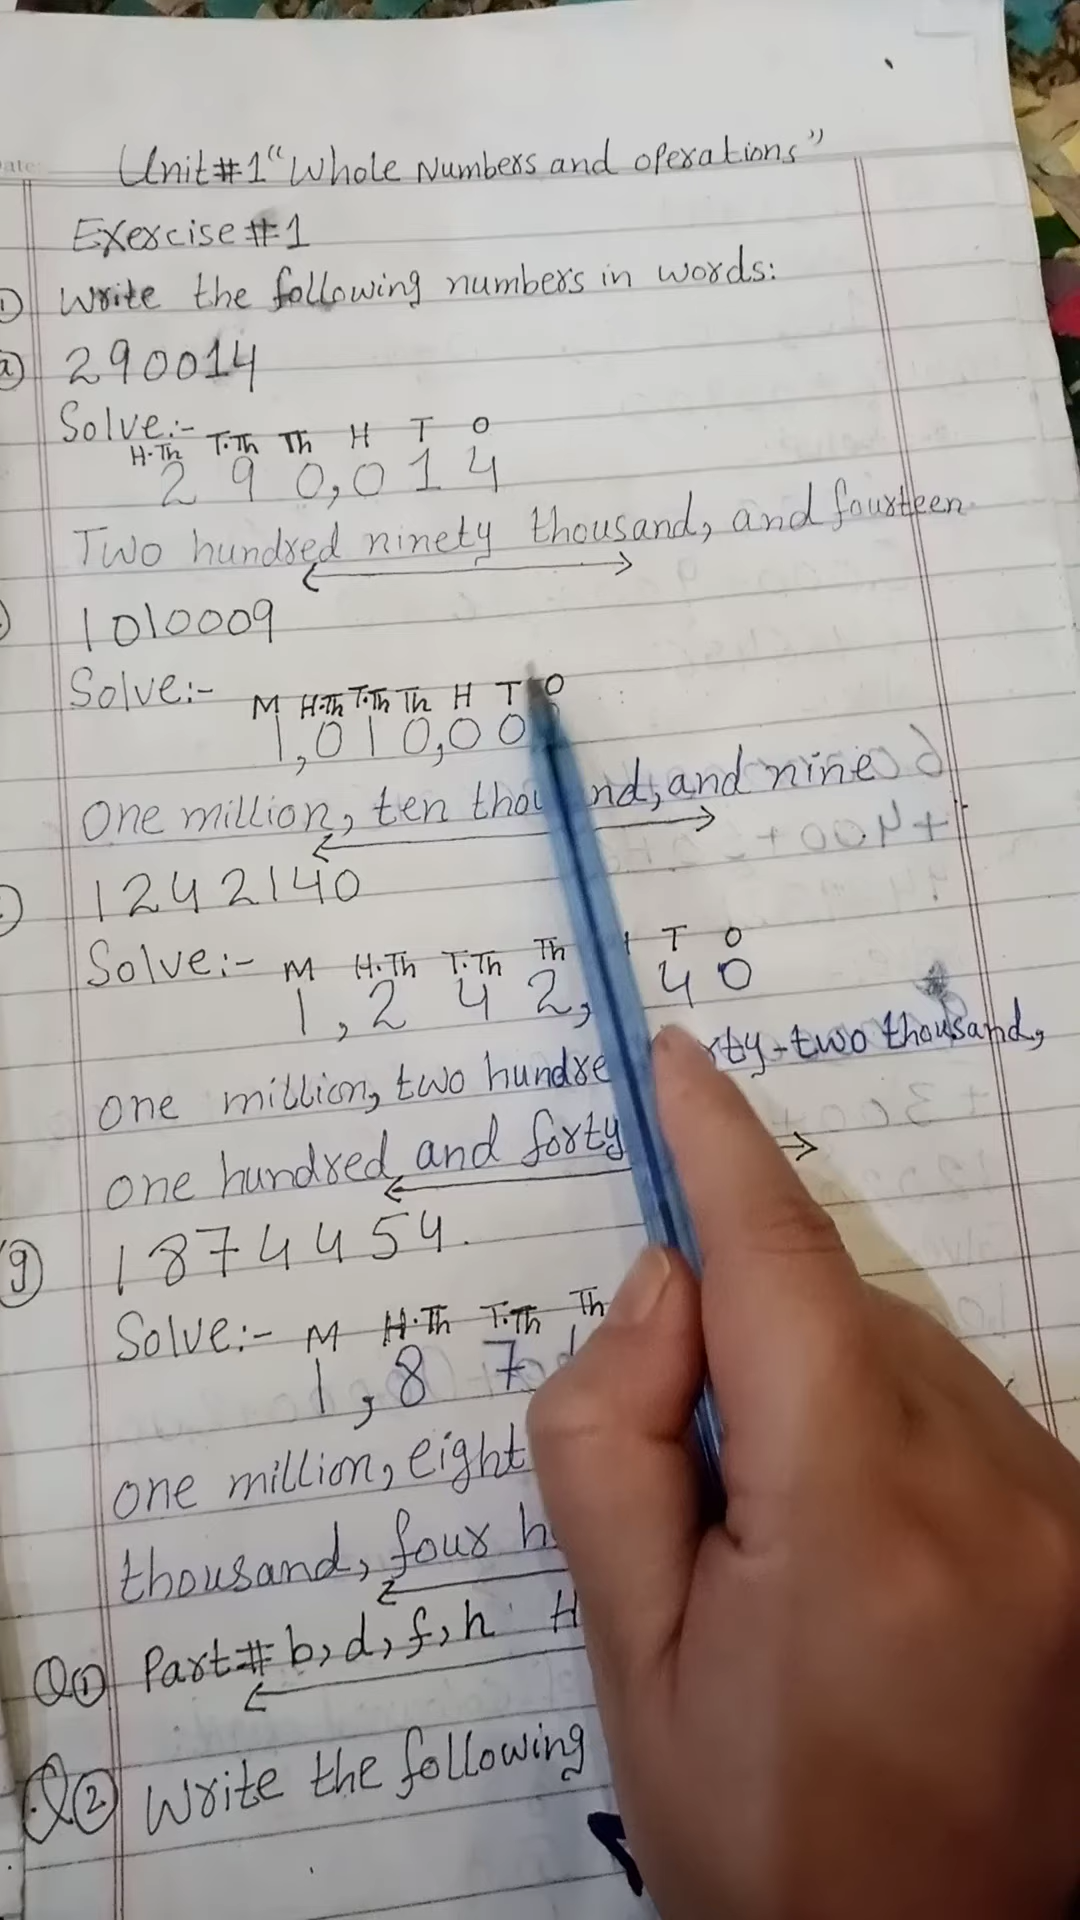 Unit#1 "Whole Numbers and operations"
Exercise #1
① Write the following numbers in words:
ⓐ 290014
Solve:-
H.Th T.Th Th H T O
2 9 0,0 1 4
Two hundred ninety thousand, and fourteen.
1010009
Solve:-
M H.Th T.Th Th H T O
1,0 1 0,0 0
One million, ten and nine
1242140
Solve:- M H.Th T.Th Th T O
1,2 4 2, 4 0
one million, two two thousand,
one hundred and forty
ⓖ 1874454.
Solve:- M H.Th T.Th Th
1,8 7
one million, eight
thousand, four
Q① Part# b,d,f,h
Q② Write the following